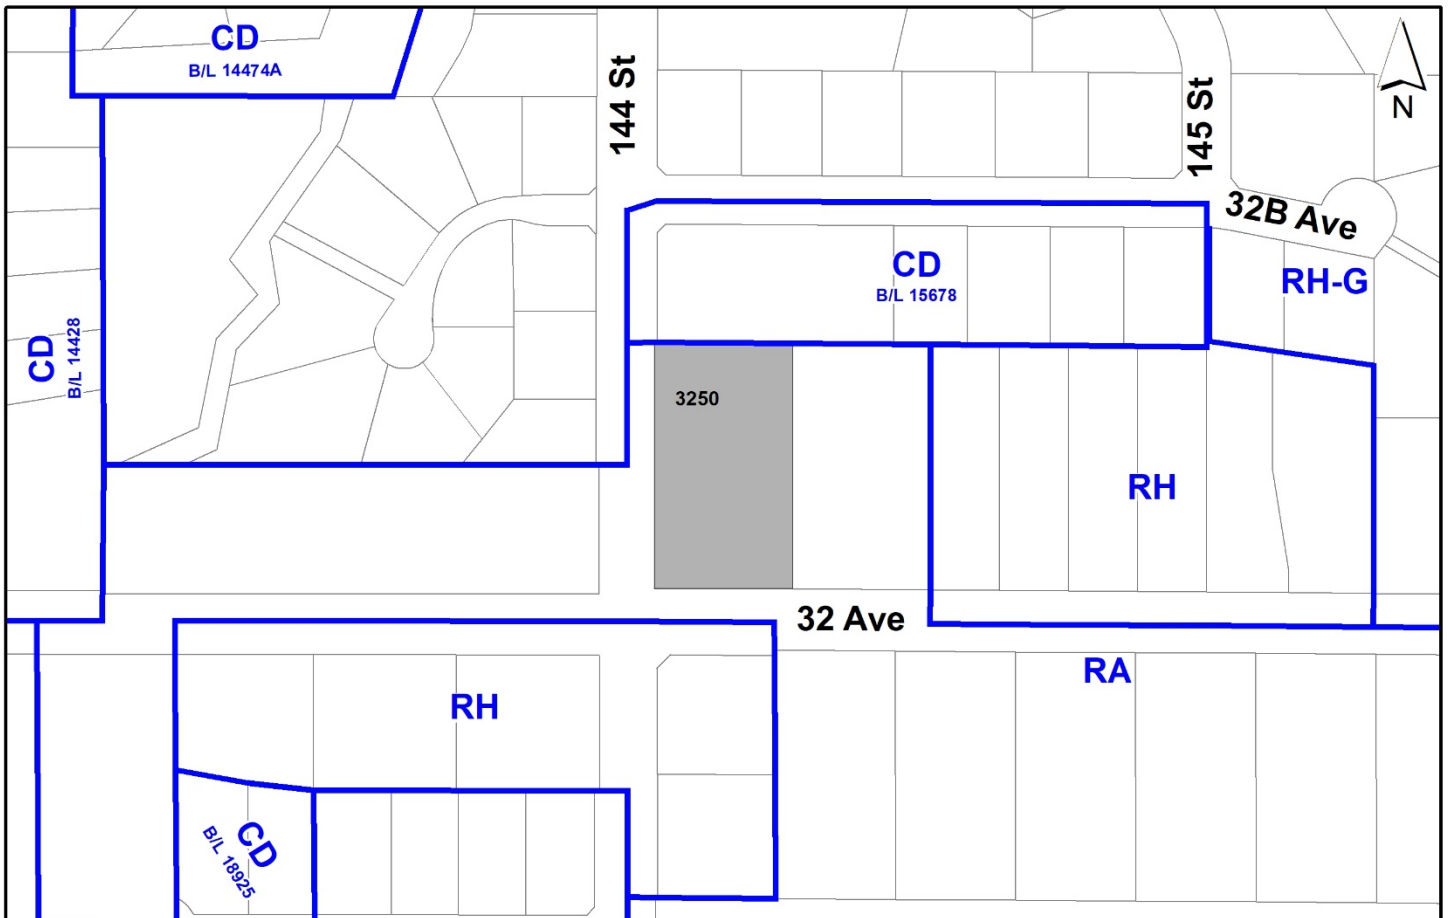 CD
B/L 14474A
144 St
145 St
N
32B Ave
CD
B/L 15678
RH-G
CD
B/L 14428
3250
RH
32 Ave
RA
RH
CD
B/L 18925